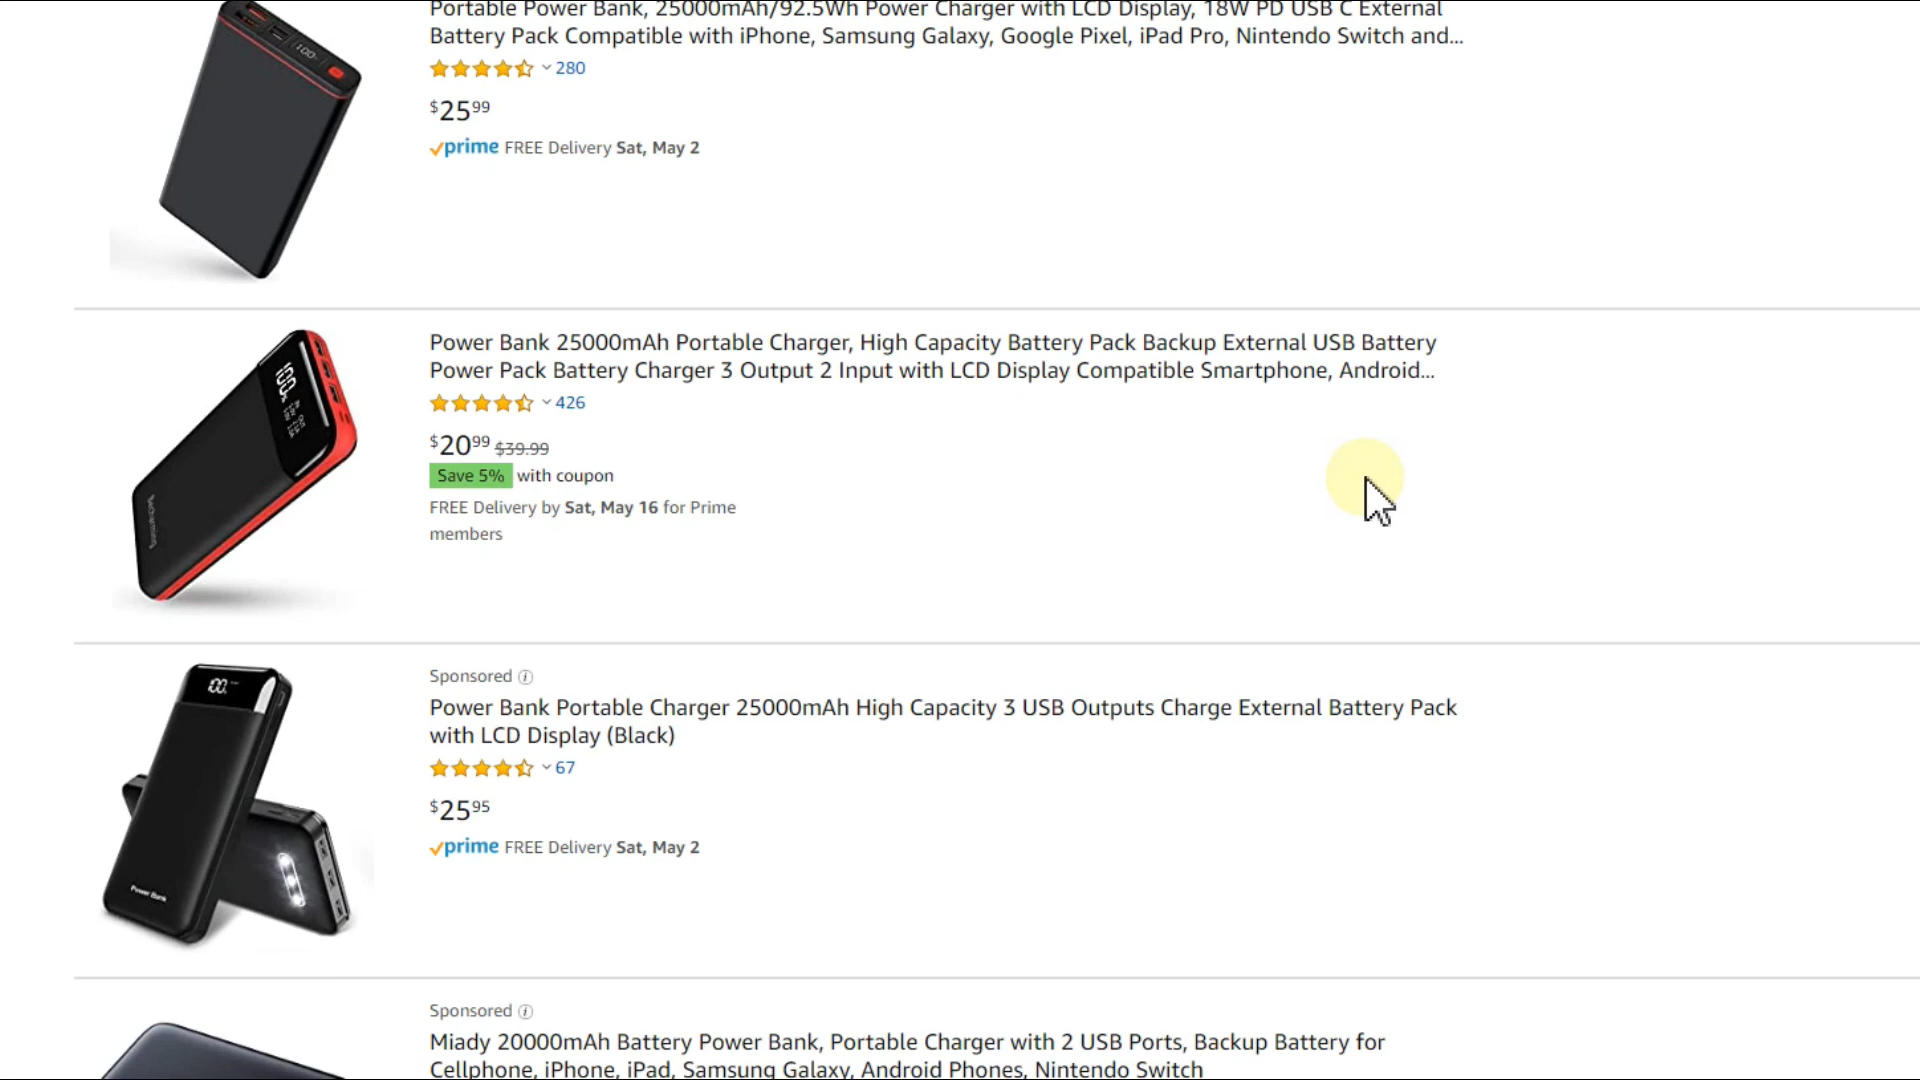 Portable Power Bank, 25000mAh/92.5Wh Power Charger with LCD Display, 18W PD USB C External
Battery Pack Compatible with iPhone, Samsung Galaxy, Google Pixel, iPad Pro, Nintendo Switch and...
280
$25.99
prime FREE Delivery Sat, May 2
100%
Power Bank 25000mAh Portable Charger, High Capacity Battery Pack Backup External USB Battery
Power Pack Battery Charger 3 Output 2 Input with LCD Display Compatible Smartphone, Android...
426
$20.99 $39.99
Save 5% with coupon
FREE Delivery by Sat, May 16 for Prime
members
100%
Sponsored
Power Bank Portable Charger 25000mAh High Capacity 3 USB Outputs Charge External Battery Pack
with LCD Display (Black)
67
$25.95
prime FREE Delivery Sat, May 2
100%
Power Bank
Sponsored
Miady 20000mAh Battery Power Bank, Portable Charger with 2 USB Ports, Backup Battery for
Cellphone, iPhone, iPad, Samsung Galaxy, Android Phones, Nintendo Switch